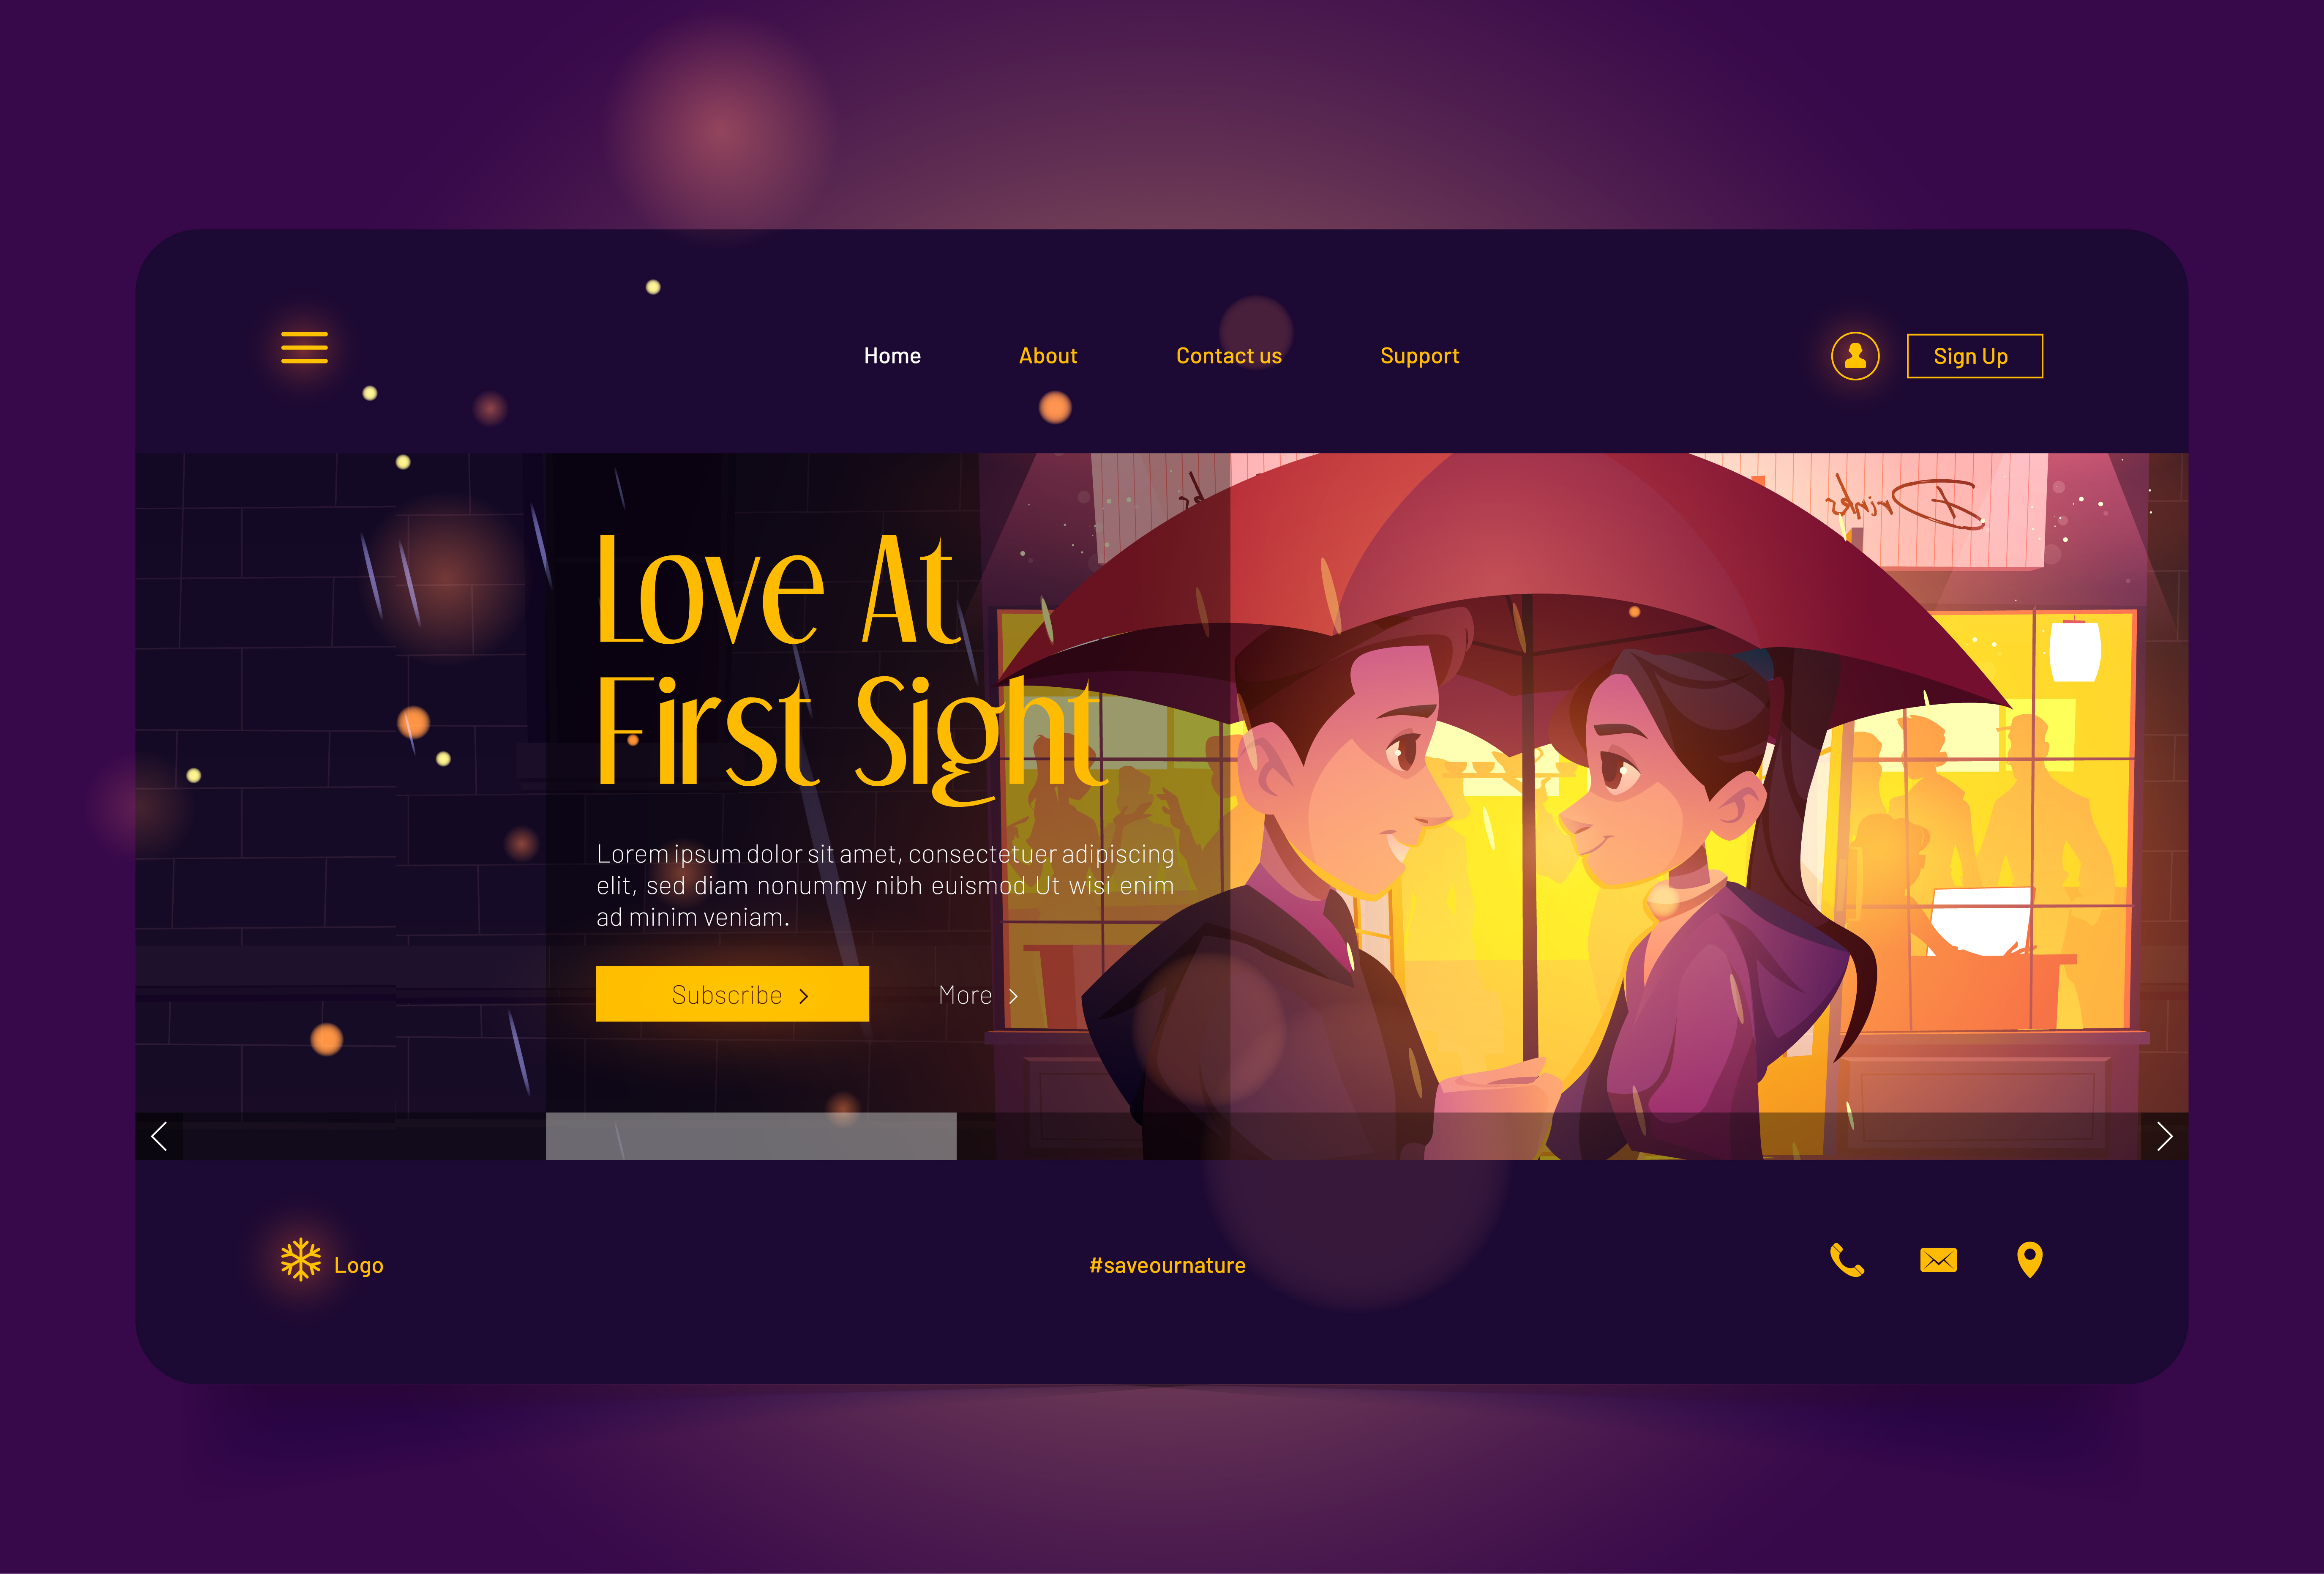 Home About Contact us Support Sign Up
Drinks
Love At
First Sight
Lorem ipsum dolor sit amet, consectetuer adipiscing
elit, sed diam nonummy nibh euismod Ut wisi enim
ad minim veniam.
Subscribe More
Logo #saveournature